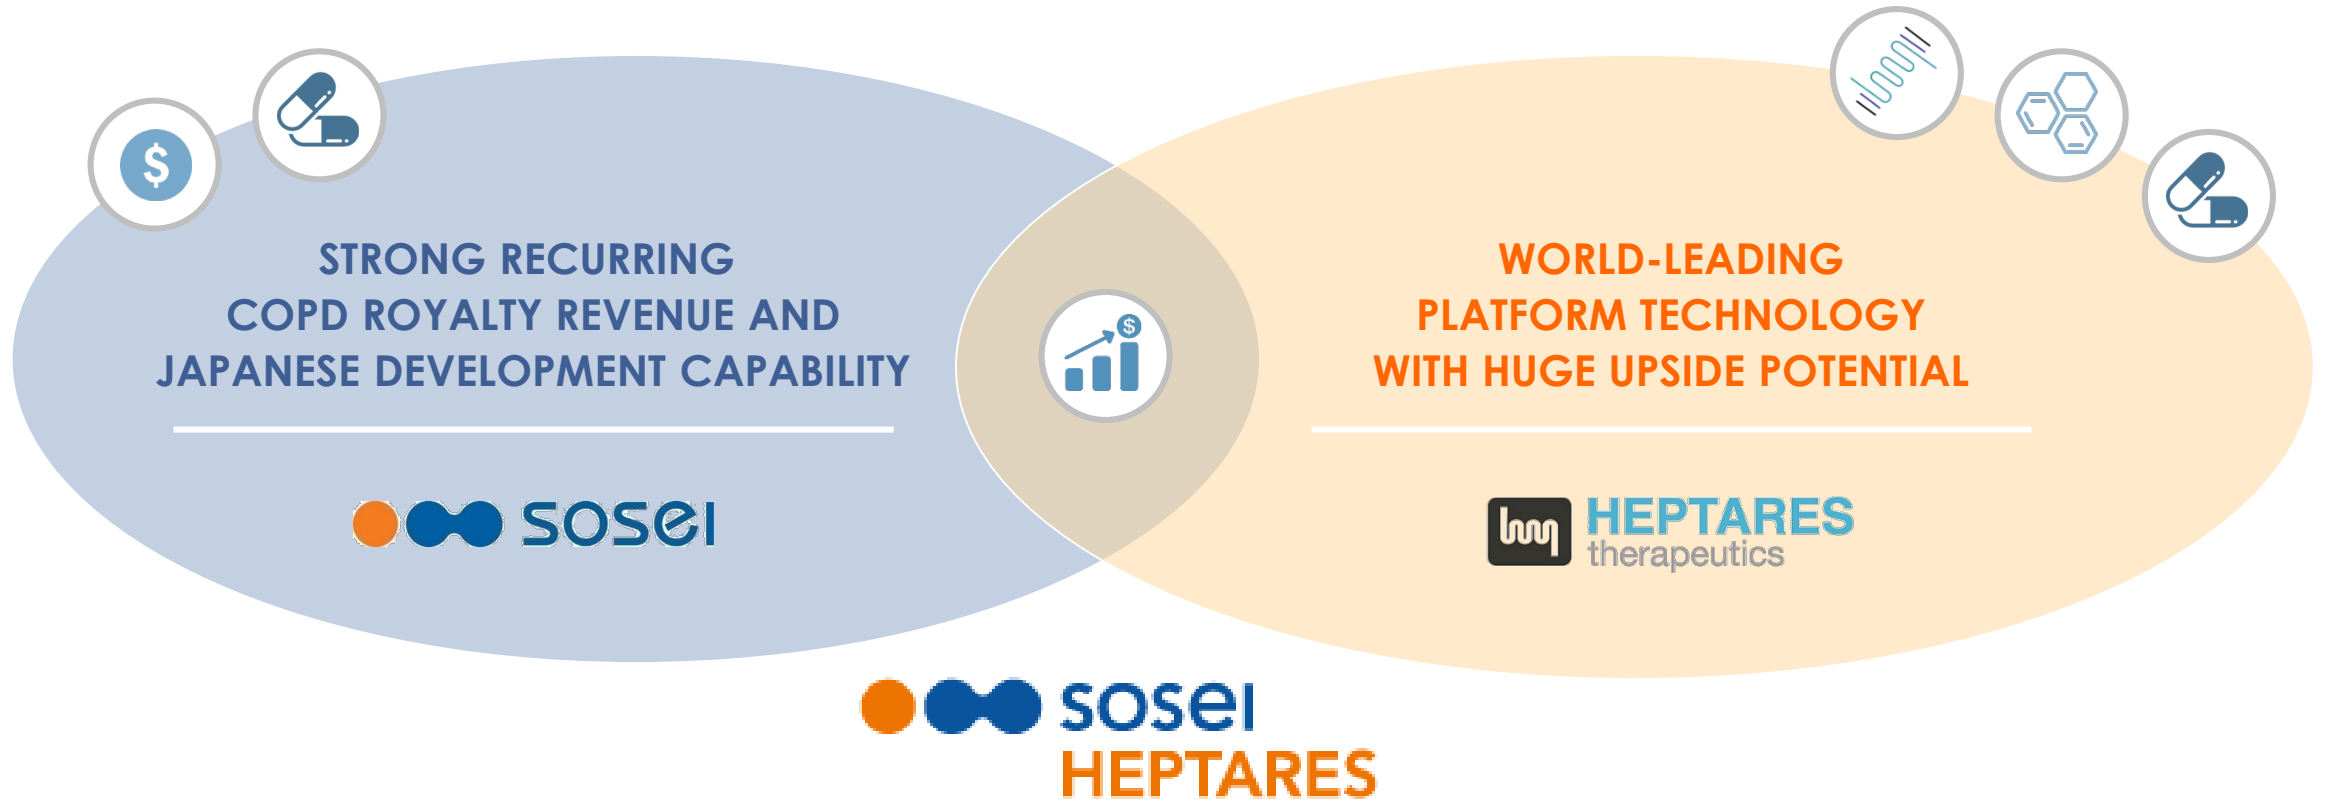 STRONG RECURRING
COPD ROYALTY REVENUE AND
JAPANESE DEVELOPMENT CAPABILITY
sosei
$
$
WORLD-LEADING
PLATFORM TECHNOLOGY
WITH HUGE UPSIDE POTENTIAL
HEPTARES
therapeutics
sosei
HEPTARES